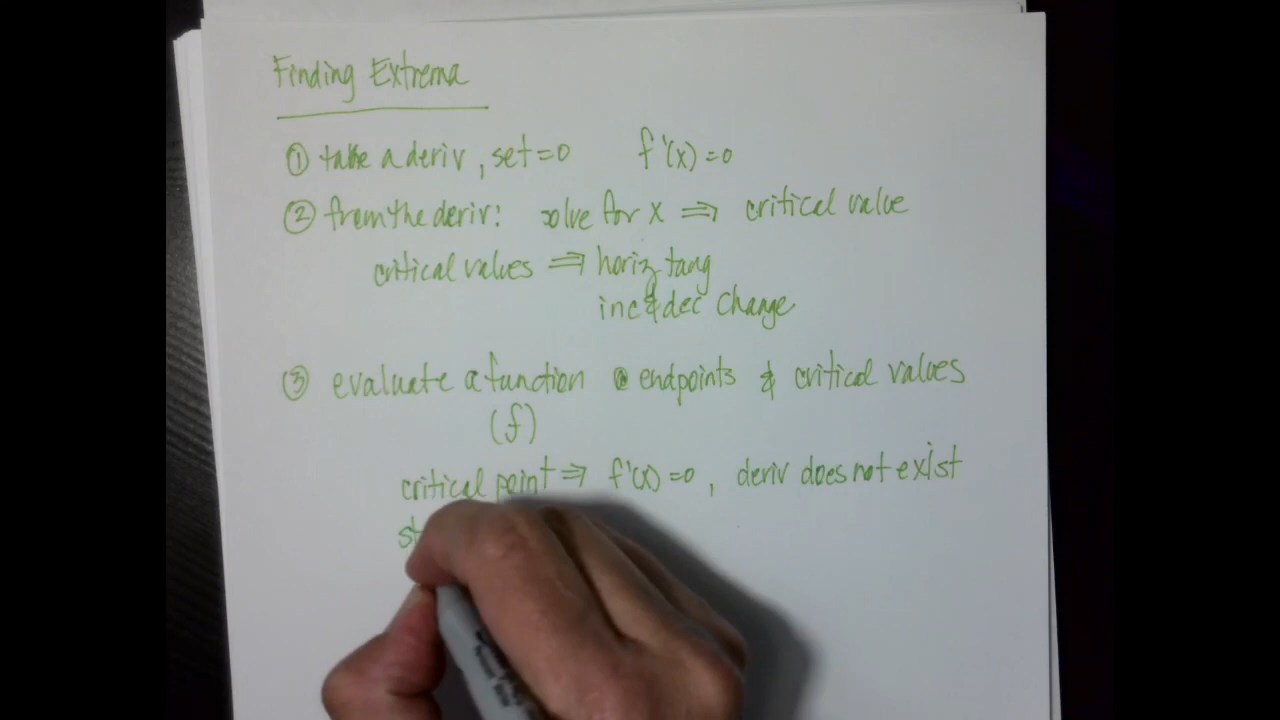 Finding Extrema
① take a deriv, set=0 f'(x)=0
② from the deriv: solve for x ⇒ critical value
critical values ⇒ horiz tang
inc & dec change
③ evaluate a function @ endpoints & critical values
(f)
critical point ⇒ f'(x)=0, deriv does not exist
st